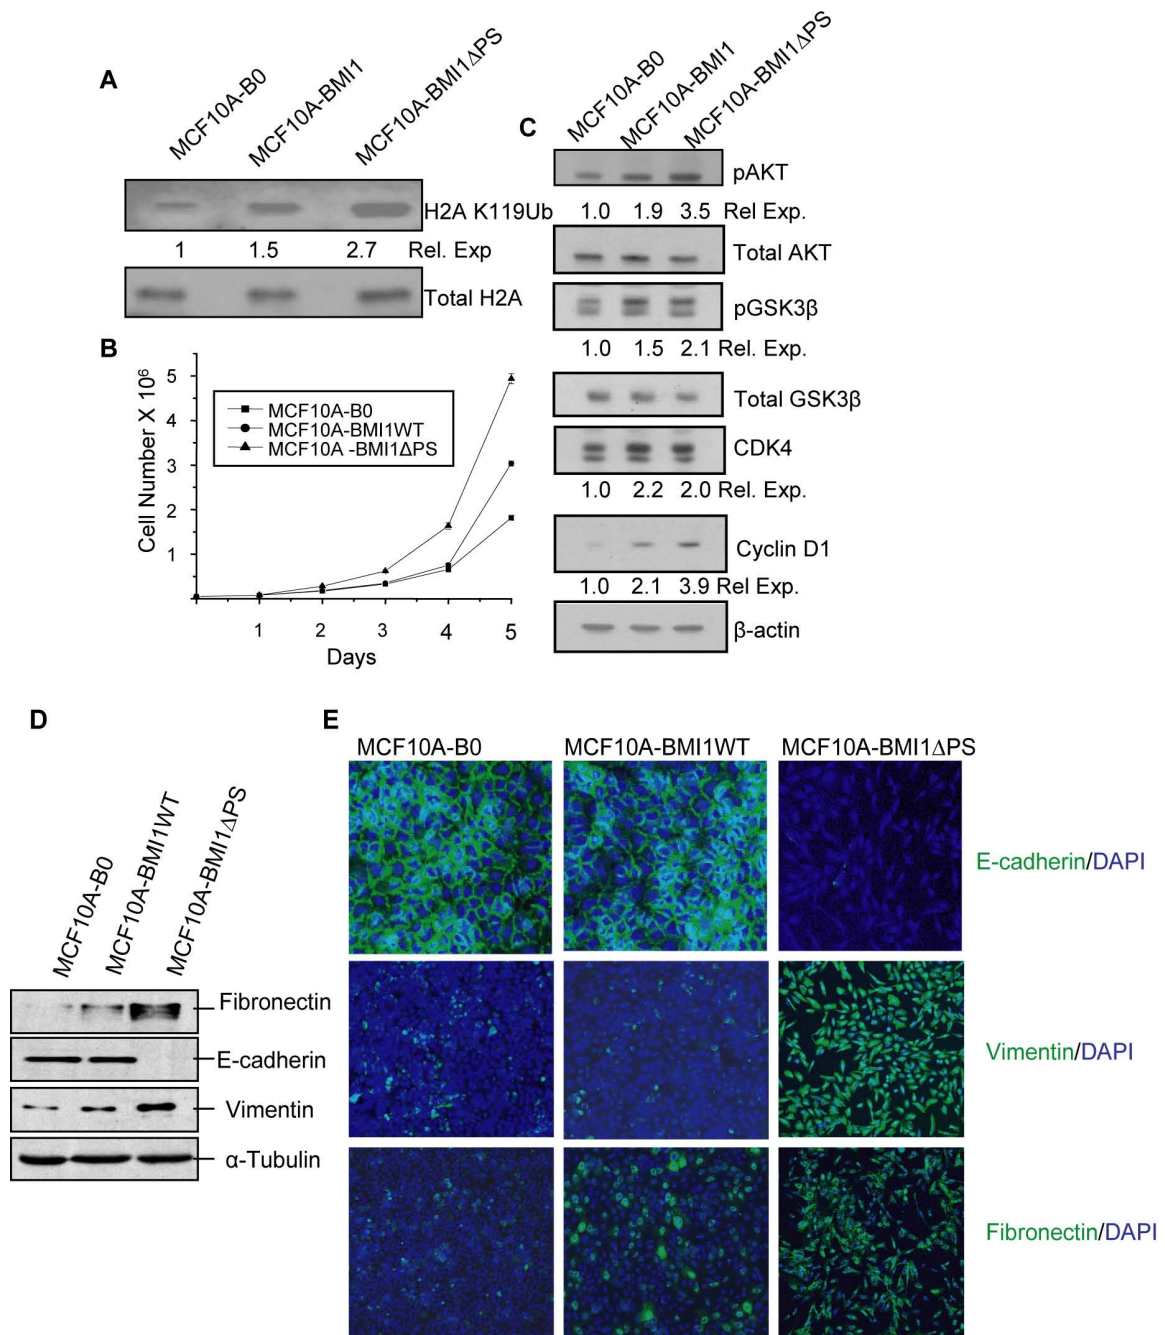 A
MCF10A-B0
MCF10A-BMI1
MCF10A-BMI1ΔPS
H2A K119Ub
1 1.5 2.7 Rel. Exp
Total H2A
B
Cell Number X 10⁶
5
4
3
2
1
MCF10A-B0
MCF10A-BMI1WT
MCF10A -BMI1ΔPS
1 2 3 4 5
Days
C
MCF10A-B0
MCF10A-BMI1
MCF10A-BMI1ΔPS
pAKT
1.0 1.9 3.5 Rel Exp.
Total AKT
pGSK3β
1.0 1.5 2.1 Rel. Exp.
Total GSK3β
CDK4
1.0 2.2 2.0 Rel. Exp.
Cyclin D1
1.0 2.1 3.9 Rel Exp.
β-actin
D
MCF10A-B0
MCF10A-BMI1WT
MCF10A-BMI1ΔPS
Fibronectin
E-cadherin
Vimentin
α-Tubulin
E
MCF10A-B0 MCF10A-BMI1WT MCF10A-BMI1ΔPS
E-cadherin/DAPI
Vimentin/DAPI
Fibronectin/DAPI